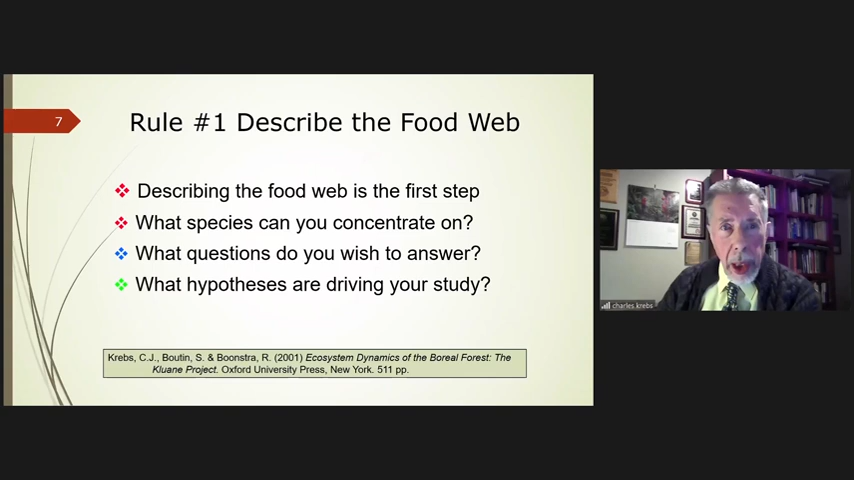 7
Rule #1 Describe the Food Web
Describing the food web is the first step
What species can you concentrate on?
What questions do you wish to answer?
What hypotheses are driving your study?
Krebs, C.J., Boutin, S. & Boonstra, R. (2001) Ecosystem Dynamics of the Boreal Forest: The
Kluane Project. Oxford University Press, New York. 511 pp.
charles krebs